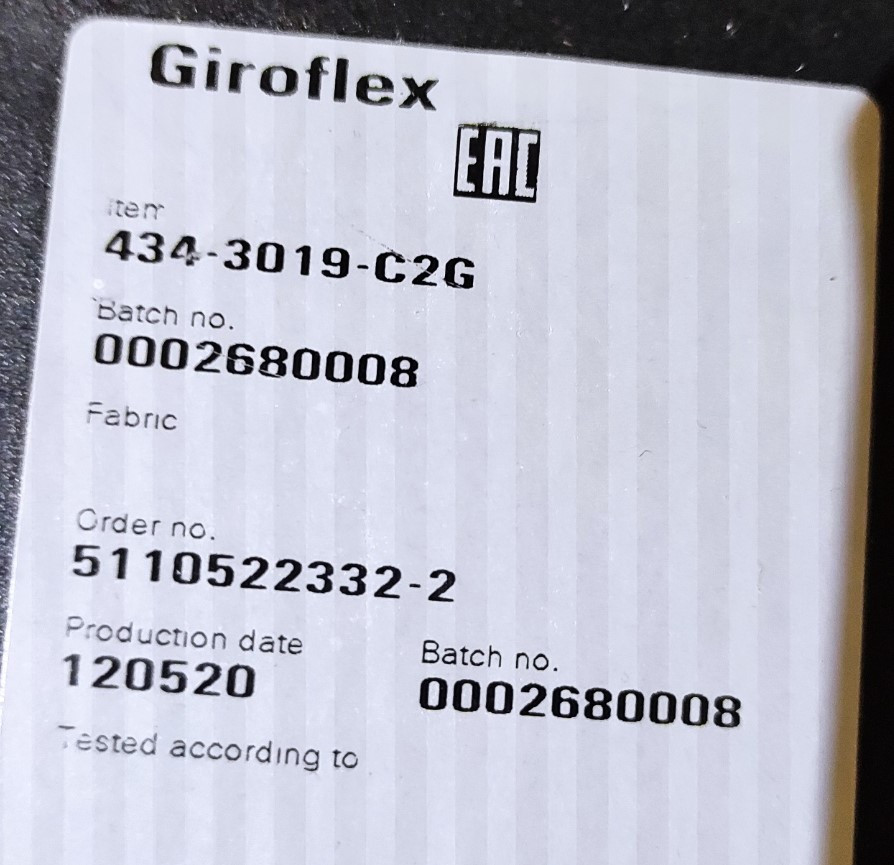 Giroflex
EAC
Item
434-3019-C2G
Batch no.
0002680008
Fabric
Order no.
5110522332-2
Production date
120520
Batch no.
0002680008
Tested according to